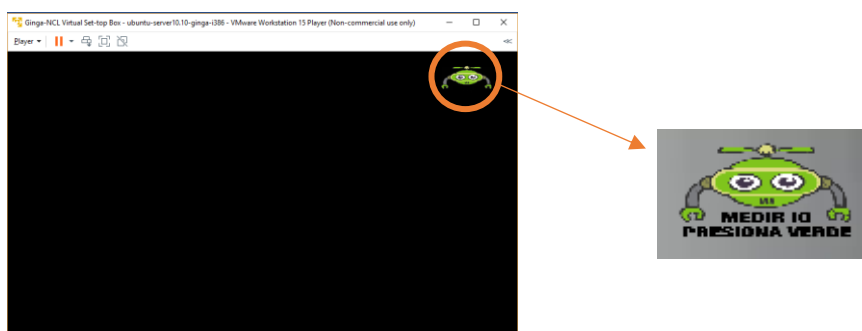 Ginga-NCL Virtual Set-top Box - ubuntu-server10.10-ginga-i386 - VMware Workstation 15 Player (Non-commercial use only)
Player
MEDIR IQ
PRESIONA VERDE